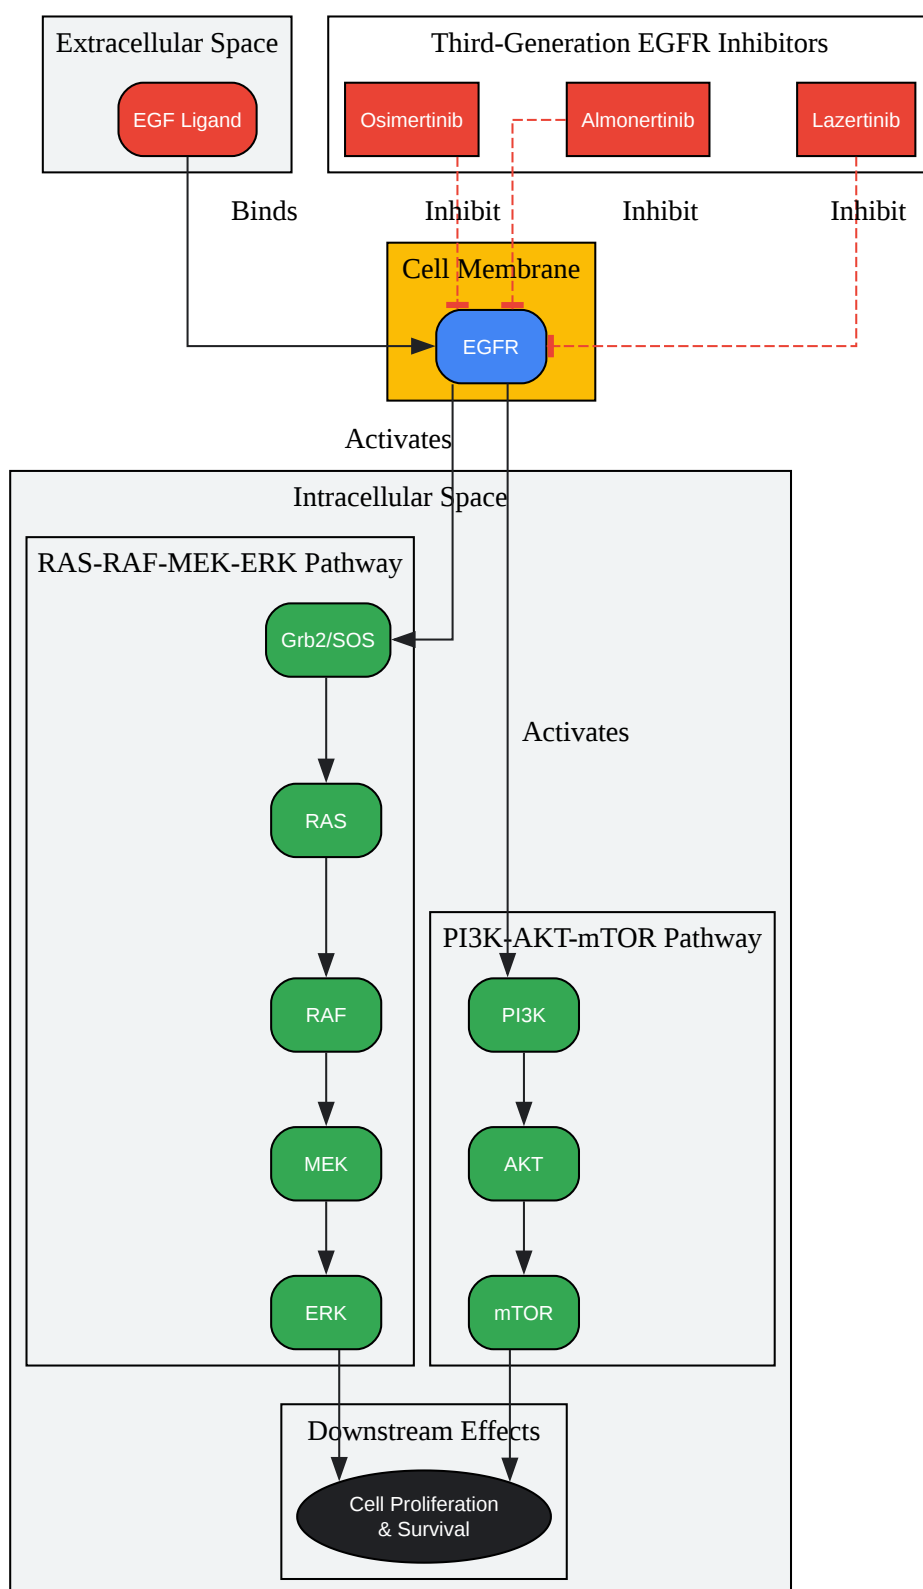 Extracellular Space
Third-Generation EGFR Inhibitors
EGF Ligand
Osimertinib
Almonertinib
Lazertinib
Binds
Inhibit
Inhibit
Inhibit
Cell Membrane
EGFR
Activates
Intracellular Space
RAS-RAF-MEK-ERK Pathway
Grb2/SOS
Activates
RAS
PI3K-AKT-mTOR Pathway
RAF
PI3K
MEK
AKT
ERK
mTOR
Downstream Effects
Cell Proliferation
& Survival